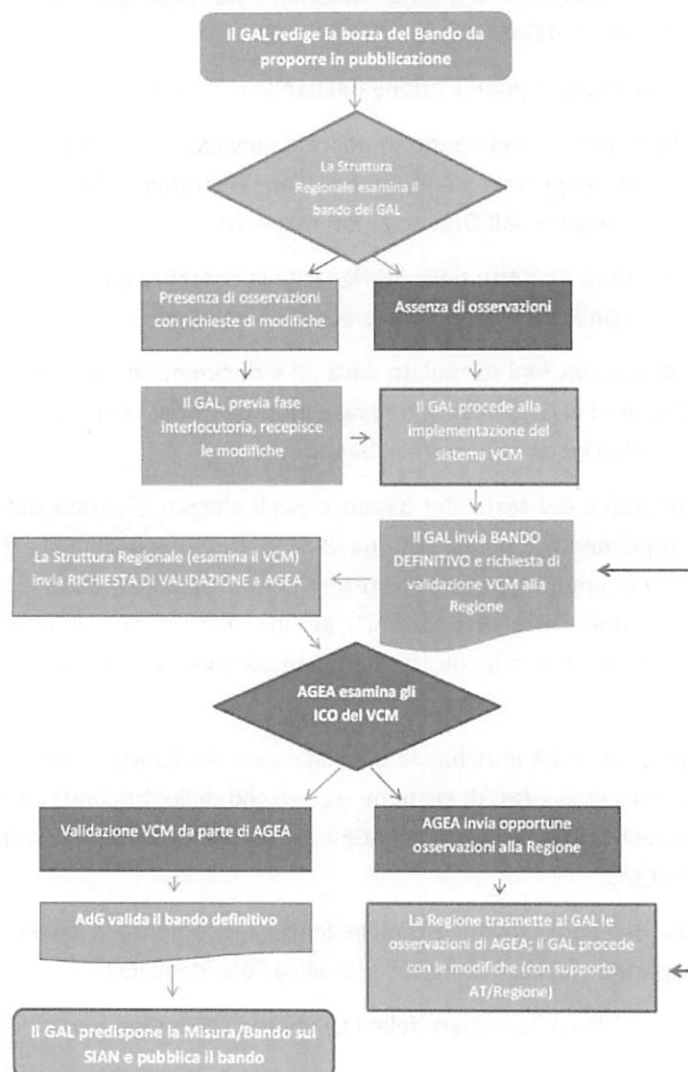 Il GAL redige la bozza del Bando da
proporre in pubblicazione
La Struttura
Regionale esamina il
bando del GAL
Presenza di osservazioni
con richieste di modifiche
Assenza di osservazioni
Il GAL, previa fase
interlocutoria, recepisce
le modifiche
Il GAL procede alla
implementazione del
sistema VCM
La Struttura Regionale (esamina il VCM)
invia RICHIESTA DI VALIDAZIONE a AGEA
Il GAL invia BANDO
DEFINITIVO e richiesta di
validazione VCM alla
Regione
AGEA esamina gli
ICO del VCM
Validazione VCM da parte di AGEA
AGEA invia opportune
osservazioni alla Regione
AdG valida il bando definitivo
La Regione trasmette al GAL le
osservazioni di AGEA; il GAL procede
con le modifiche (con supporto
AT/Regione)
Il GAL predispone la Misura/Bando sul
SIAN e pubblica il bando